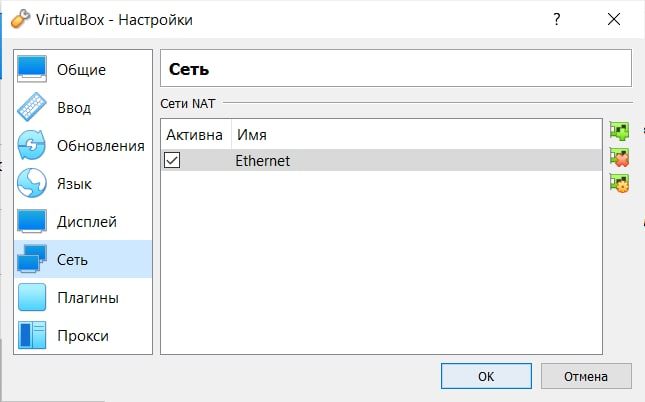 VirtualBox - Настройки
?
Общие
Ввод
Обновления
Язык
Дисплей
Сеть
Плагины
Прокси
Сеть
Сети NAT
Активна Имя
Ethernet
OK
Отмена